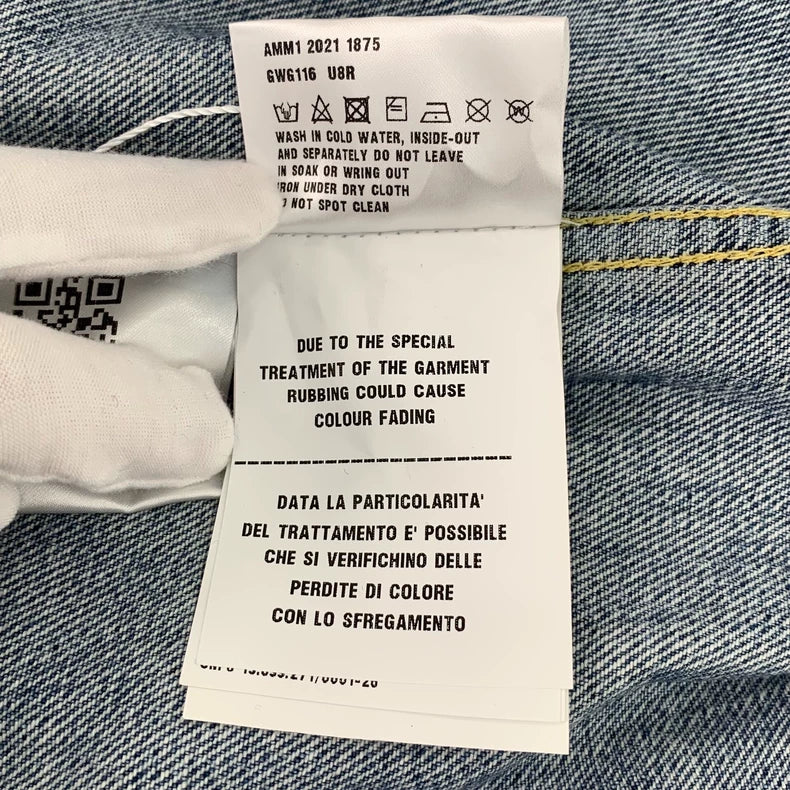 AMM1 2021 1875
GWG116 U8R
WASH IN COLD WATER, INSIDE-OUT
AND SEPARATELY DO NOT LEAVE
IN SOAK OR WRING OUT
IRON UNDER DRY CLOTH
DO NOT SPOT CLEAN
DUE TO THE SPECIAL
TREATMENT OF THE GARMENT
RUBBING COULD CAUSE
COLOUR FADING
DATA LA PARTICOLARITA'
DEL TRATTAMENTO E' POSSIBILE
CHE SI VERIFICHINO DELLE
PERDITE DI COLORE
CON LO SFREGAMENTO